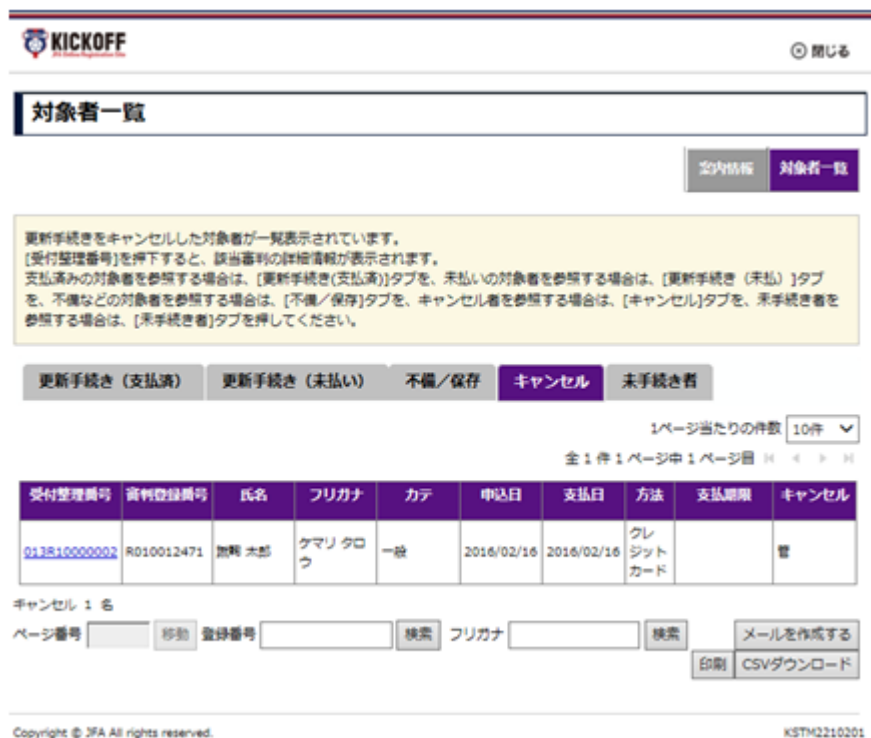 KICKOFF
JFA Online Registration Site
閉じる
対象者一覧
案内情報
対象者一覧
更新手続きをキャンセルした対象者が一覧表示されています。
[受付整理番号]を押下すると、該当審判の詳細情報が表示されます。
支払済みの対象者を参照する場合は、[更新手続き(支払済)]タブを、未払いの対象者を参照する場合は、[更新手続き（未払）]タブ
を、不備などの対象者を参照する場合は、[不備／保存]タブを、キャンセル者を参照する場合は、[キャンセル]タブを、未手続き者を
参照する場合は、[未手続き者]タブを押してください。
更新手続き（支払済） 更新手続き（未払い） 不備／保存 キャンセル 未手続き者
1ページ当たりの件数 10件
全 1 件 1 ページ中 1 ページ目
受付整理番号 審判登録番号 氏名 フリガナ カテ 申込日 支払日 方法 支払期限 キャンセル
013R10000002 R010012471 太郎 ケマリ タロ 一般 2016/02/16 2016/02/16 クレ 管
ウ ジット
カード
キャンセル 1 名
ページ番号 移動 登録番号 検索 フリガナ 検索 メールを作成する
印刷 CSVダウンロード
Copyright © JFA All rights reserved. KSTM2210201